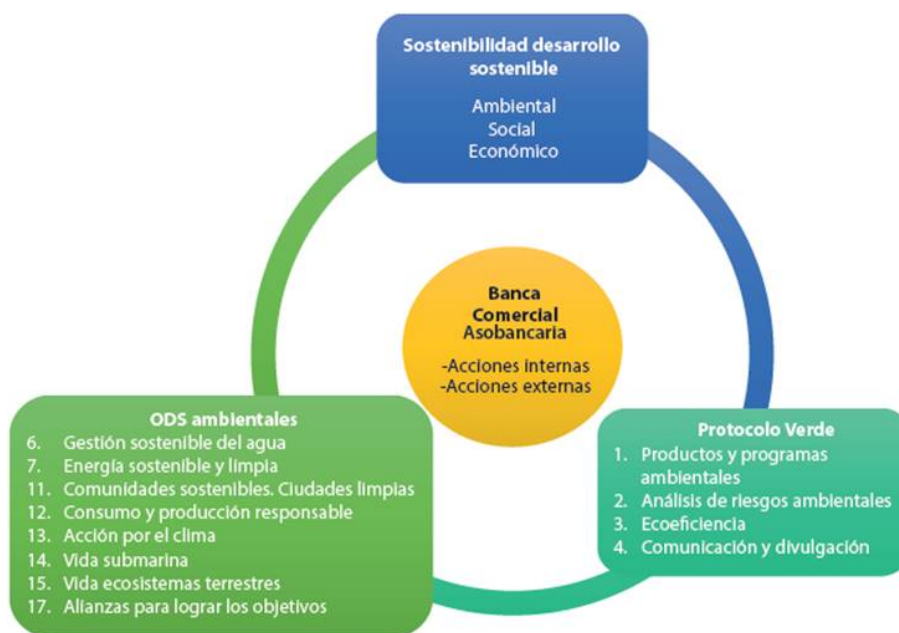 Sostenibilidad desarrollo
sostenible
Ambiental
Social
Económico
Banca
Comercial
Asobancaria
-Acciones internas
-Acciones externas
ODS ambientales
6. Gestión sostenible del agua
7. Energía sostenible y limpia
11. Comunidades sostenibles. Ciudades limpias
12. Consumo y producción responsable
13. Acción por el clima
14. Vida submarina
15. Vida ecosistemas terrestres
17. Alianzas para lograr los objetivos
Protocolo Verde
1. Productos y programas
ambientales
2. Análisis de riesgos ambientales
3. Ecoeficiencia
4. Comunicación y divulgación